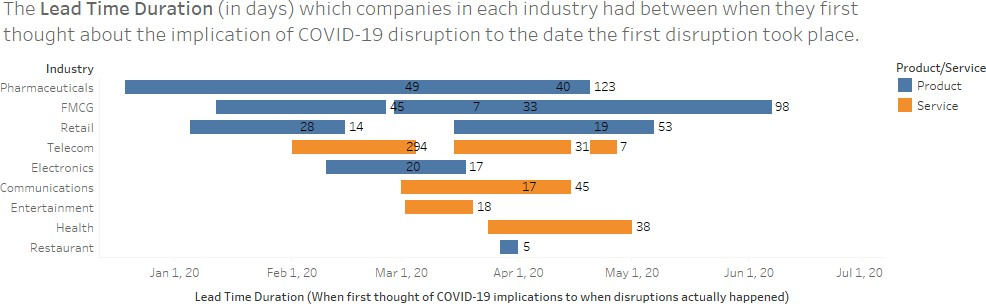 The Lead Time Duration (in days) which companies in each industry had between when they first
thought about the implication of COVID-19 disruption to the date the first disruption took place.
Industry
Product/Service
Product
Service
Pharmaceuticals 49 40 123
FMCG 45 7 33 98
Retail 28 14 19 53
Telecom 294 31 7
Electronics 20 17
Communications 17 45
Entertainment 18
Health 38
Restaurant 5
Jan 1, 20 Feb 1, 20 Mar 1, 20 Apr 1, 20 May 1, 20 Jun 1, 20 Jul 1, 20
Lead Time Duration (When first thought of COVID-19 implications to when disruptions actually happened)